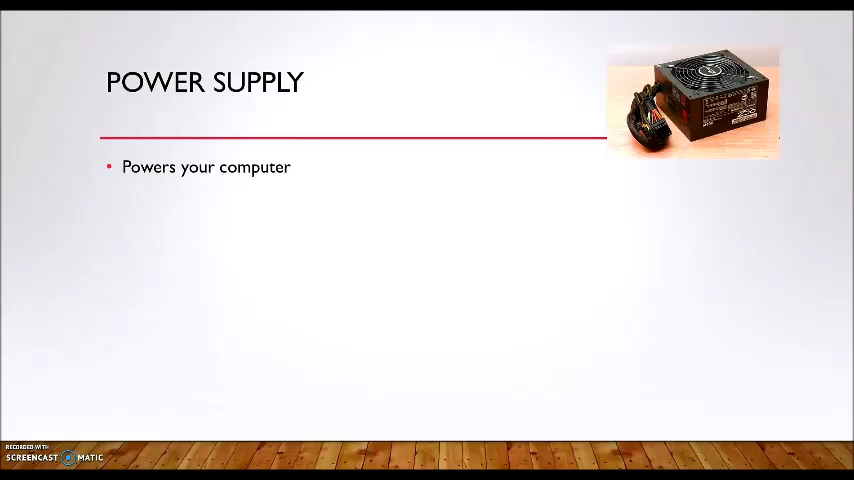 POWER SUPPLY
• Powers your computer
RECORDED WITH
SCREENCAST MATIC